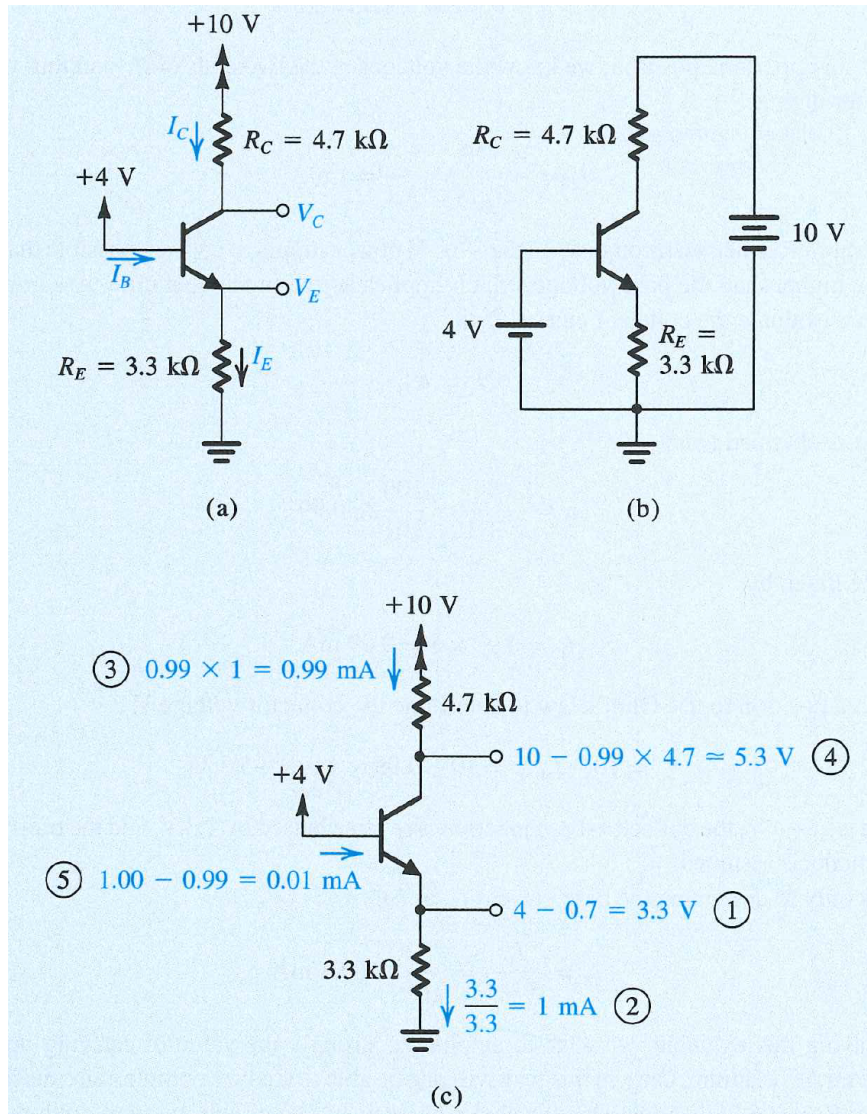 +10 V
I_C
R_C = 4.7 kΩ
+4 V
V_C
I_B
V_E
R_E = 3.3 kΩ
I_E
(a)
R_C = 4.7 kΩ
10 V
4 V
R_E =
3.3 kΩ
(b)
+10 V
③ 0.99 × 1 = 0.99 mA
4.7 kΩ
10 − 0.99 × 4.7 ≃ 5.3 V ④
+4 V
⑤ 1.00 − 0.99 = 0.01 mA
4 − 0.7 = 3.3 V ①
3.3 kΩ
3.3/3.3 = 1 mA ②
(c)